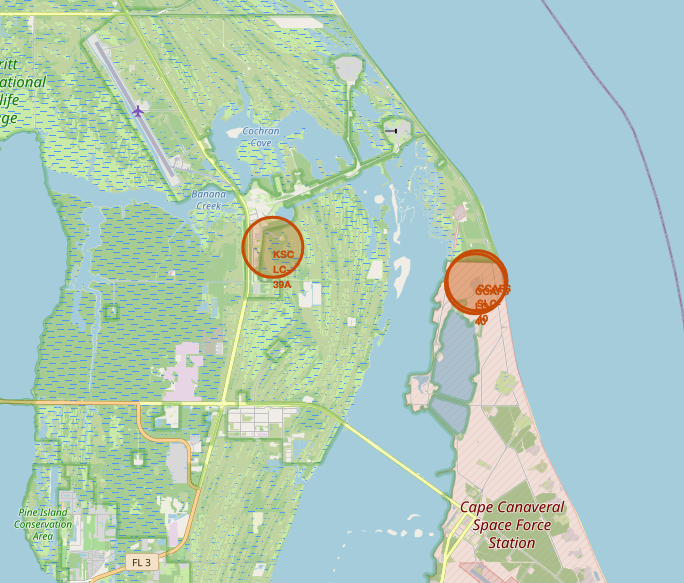 ritt
ational
life
ge
Cochran
Cove
Banana
Creek
KSC
LC-
39A
40
Cape Canaveral
Space Force
Station
Pine Island
Conservation
Area
FL 3